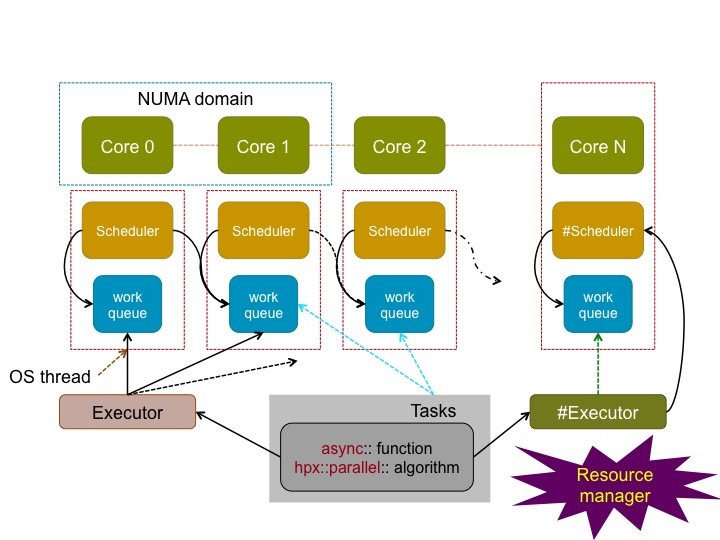 NUMA domain
Core 0
Core 1
Core 2
Core N
Scheduler
Scheduler
Scheduler
#Scheduler
work
queue
work
queue
work
queue
work
queue
OS thread
Executor
Tasks
#Executor
async:: function
hpx::parallel:: algorithm
Resource
manager